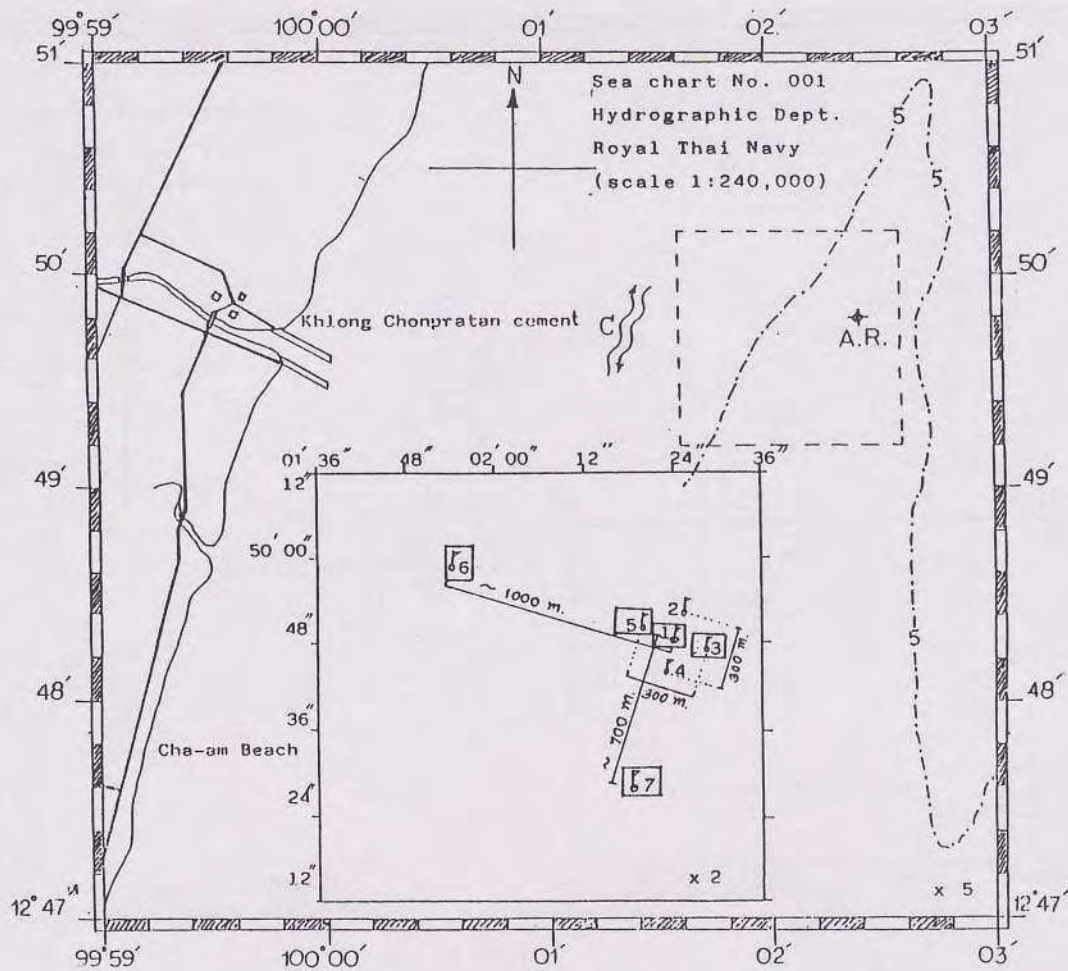 99°59′ 100°00′ 01′ 02′ 03′
51′ 51′
N
Sea chart No. 001
Hydrographic Dept.
Royal Thai Navy
(scale 1:240,000)
5
5
50′ 50′
C
A.R.
Khlong Chonpratan cement
01′ 36″ 48″ 02′ 00″ 12″ 24″ 36″
49′ 49′
12″
50′ 00″
6
~ 1000 m.
2
5 1 3
48″
4
300 m.
300 m.
5
48′ 48′
36″
~ 700 m.
Cha-am Beach
7
24″
12″
x 2
x 5
12°47′ 12°47′
99°59′ 100°00′ 01′ 02′ 03′